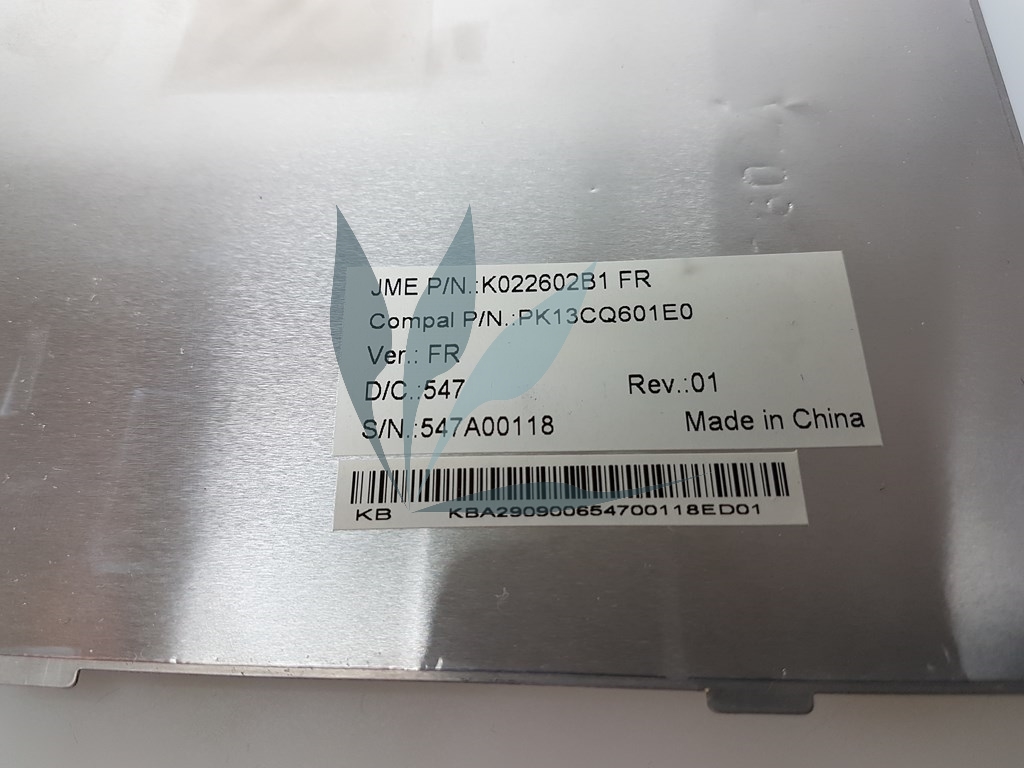 JME P/N.:K022602B1 FR
Compal P/N.:PK13CQ601E0
Ver.: FR
D/C.:547 Rev.:01
S/N.:547A00118 Made in China
KB KBA290900654700118ED01